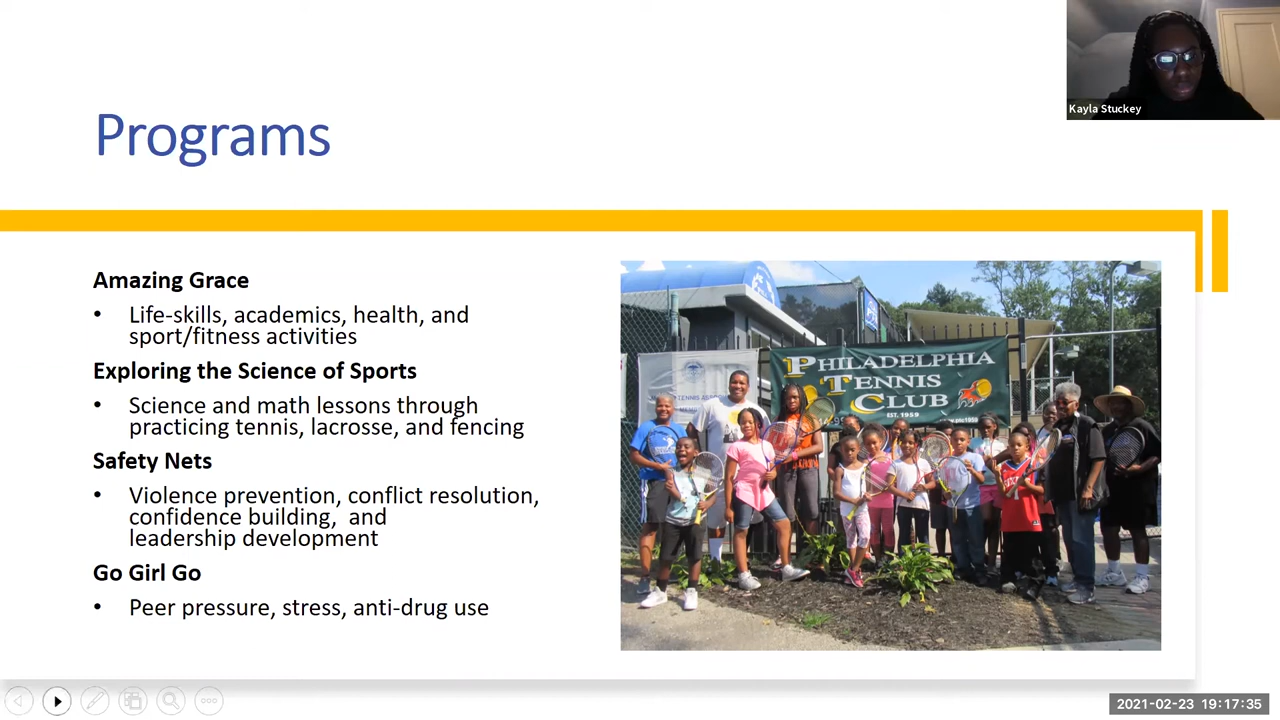 Kayla Stuckey
Programs
Amazing Grace
• Life-skills, academics, health, and
sport/fitness activities
Exploring the Science of Sports
• Science and math lessons through
practicing tennis, lacrosse, and fencing
Safety Nets
• Violence prevention, conflict resolution,
confidence building,  and
leadership development
Go Girl Go
• Peer pressure, stress, anti-drug use
PHILADELPHIA
TENNIS
CLUB
EST. 1959
2021-02-23 19:17:35